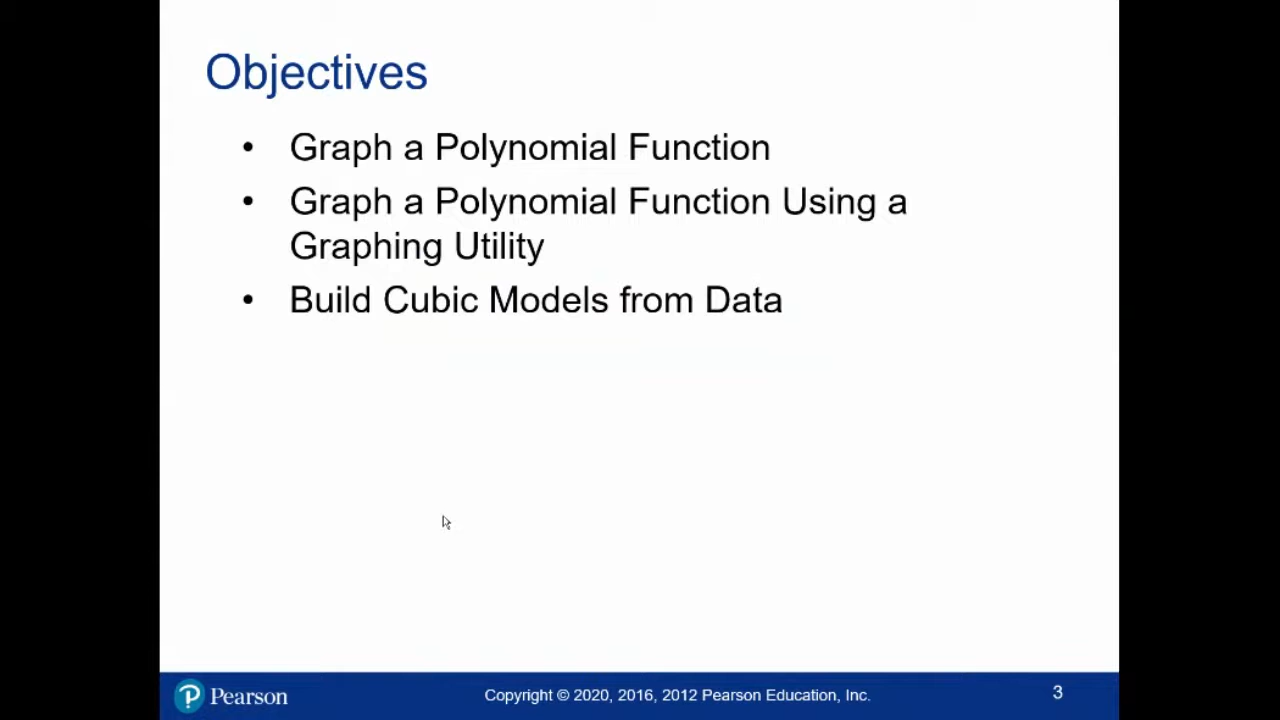 Objectives
• Graph a Polynomial Function
• Graph a Polynomial Function Using a
Graphing Utility
• Build Cubic Models from Data
Pearson
Copyright © 2020, 2016, 2012 Pearson Education, Inc.
3